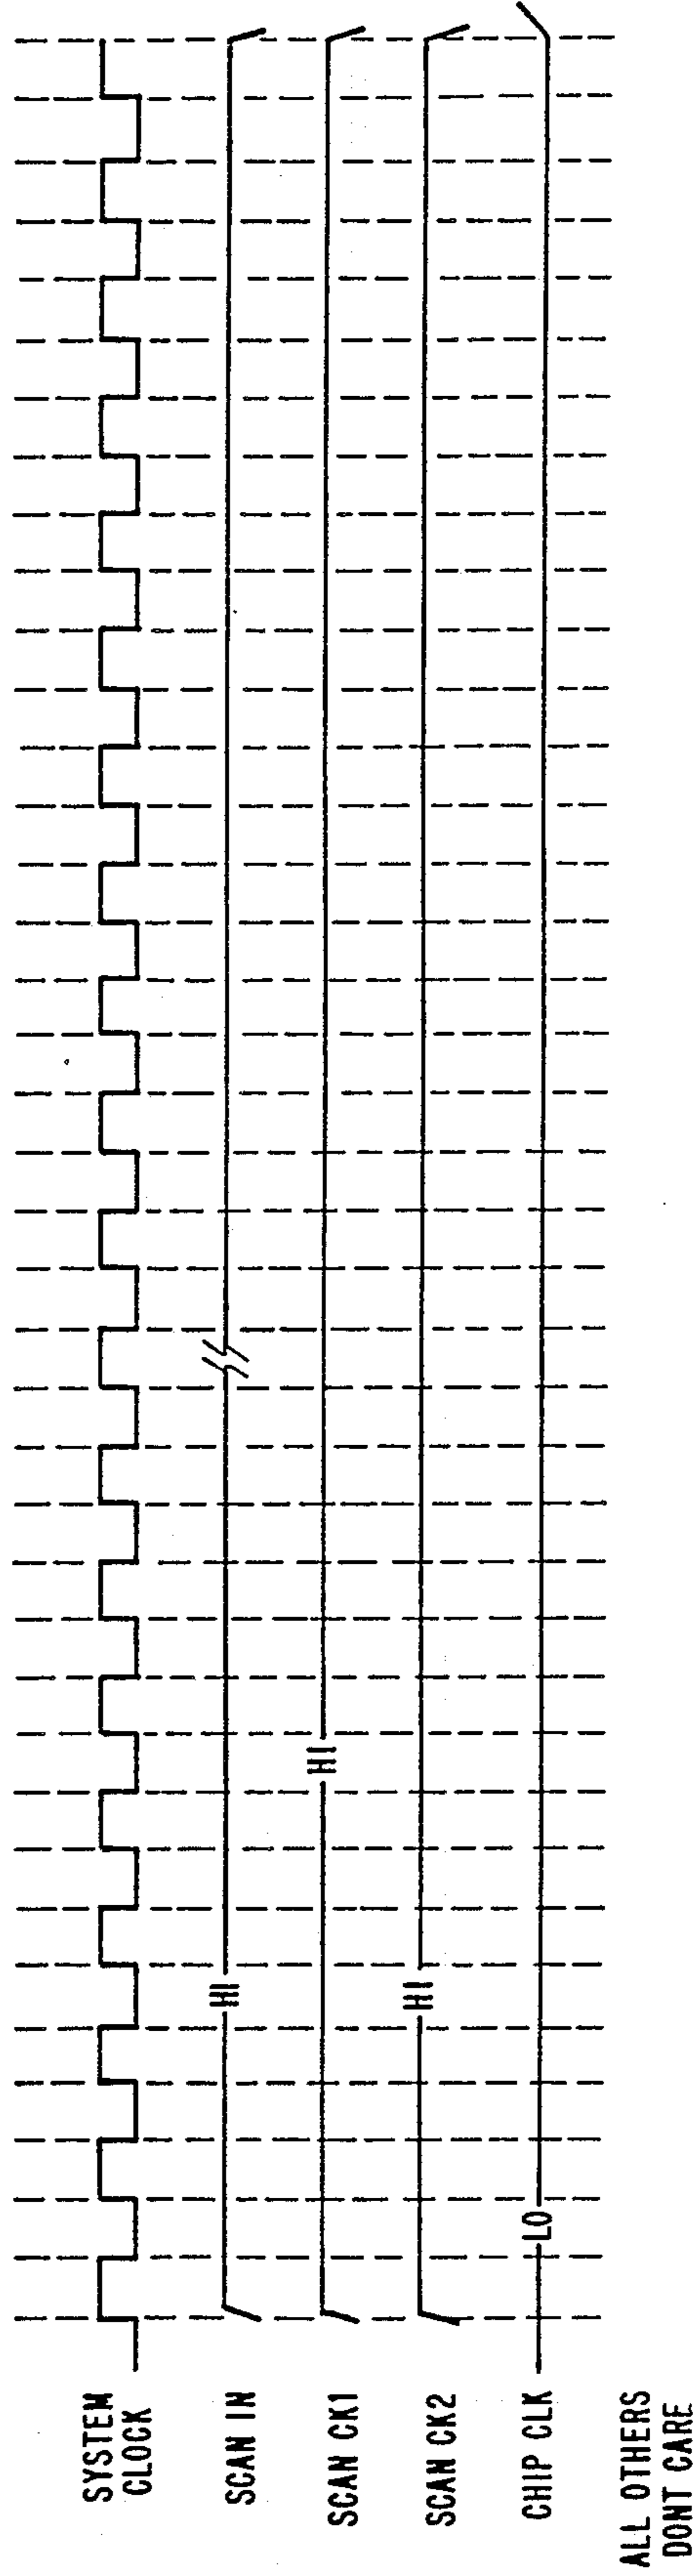 SYSTEM
CLOCK
SCAN IN
HI
SCAN CK1
HI
SCAN CK2
HI
CHIP CLK
LO
ALL OTHERS
DONT CARE